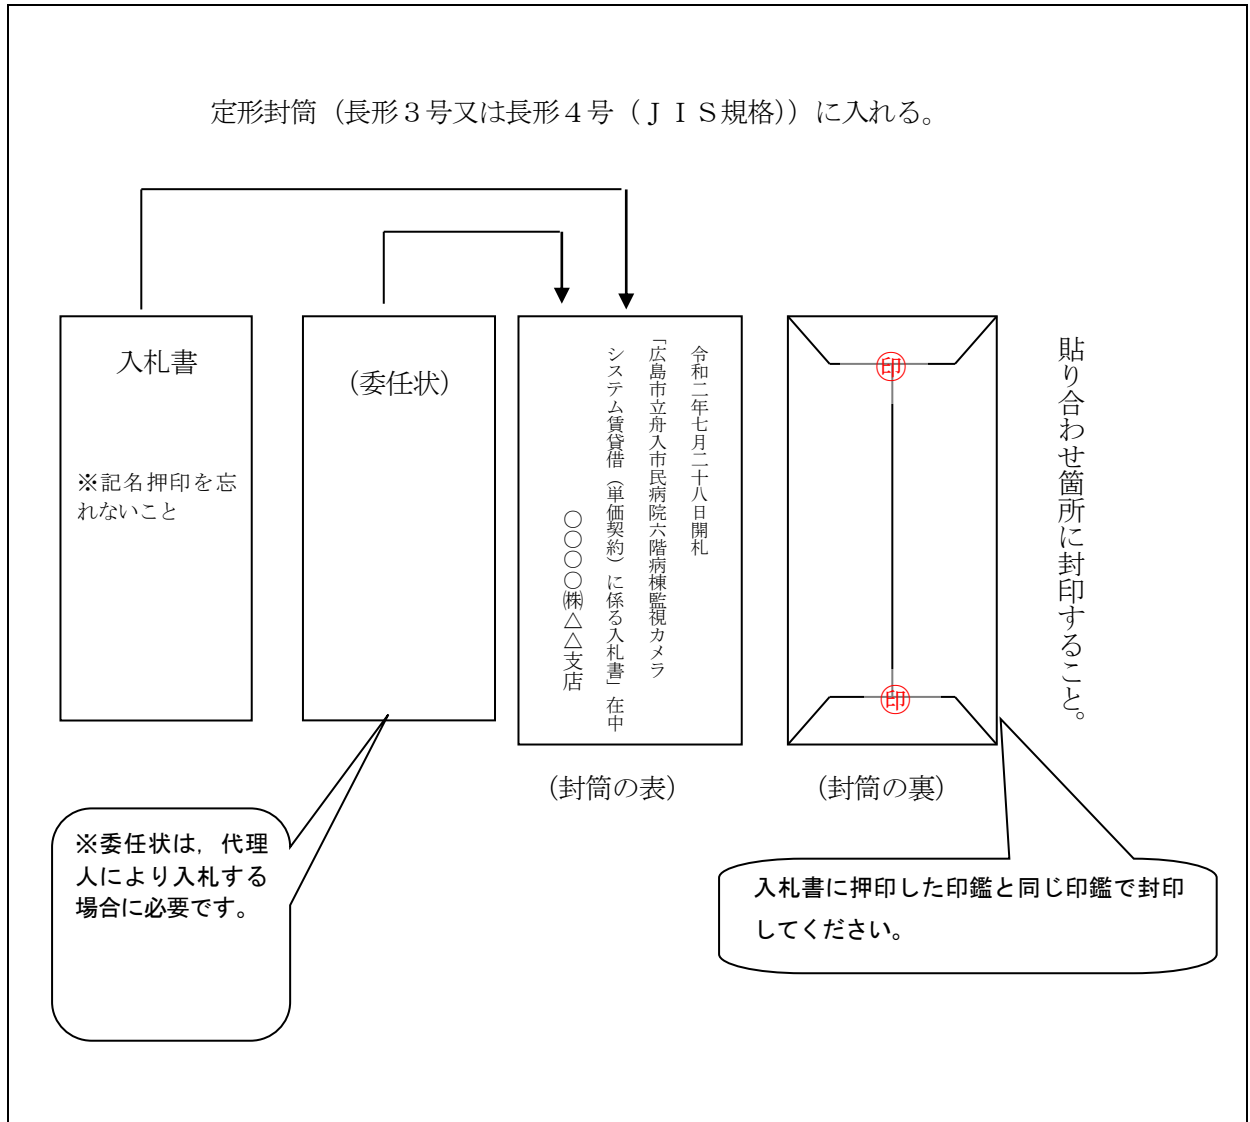 定形封筒（長形３号又は長形４号（ＪＩＳ規格））に入れる。
入札書
※記名押印を忘
れないこと
（委任状）
令和二年七月二十八日開札
「広島市立舟入市民病院六階病棟監視カメラ
システム賃貸借（単価契約）に係る入札書」在中
○○○○㈱△△支店
印
印
貼り合わせ箇所に封印すること。
（封筒の表）
（封筒の裏）
※委任状は，代理
人により入札する
場合に必要です。
入札書に押印した印鑑と同じ印鑑で封印
してください。